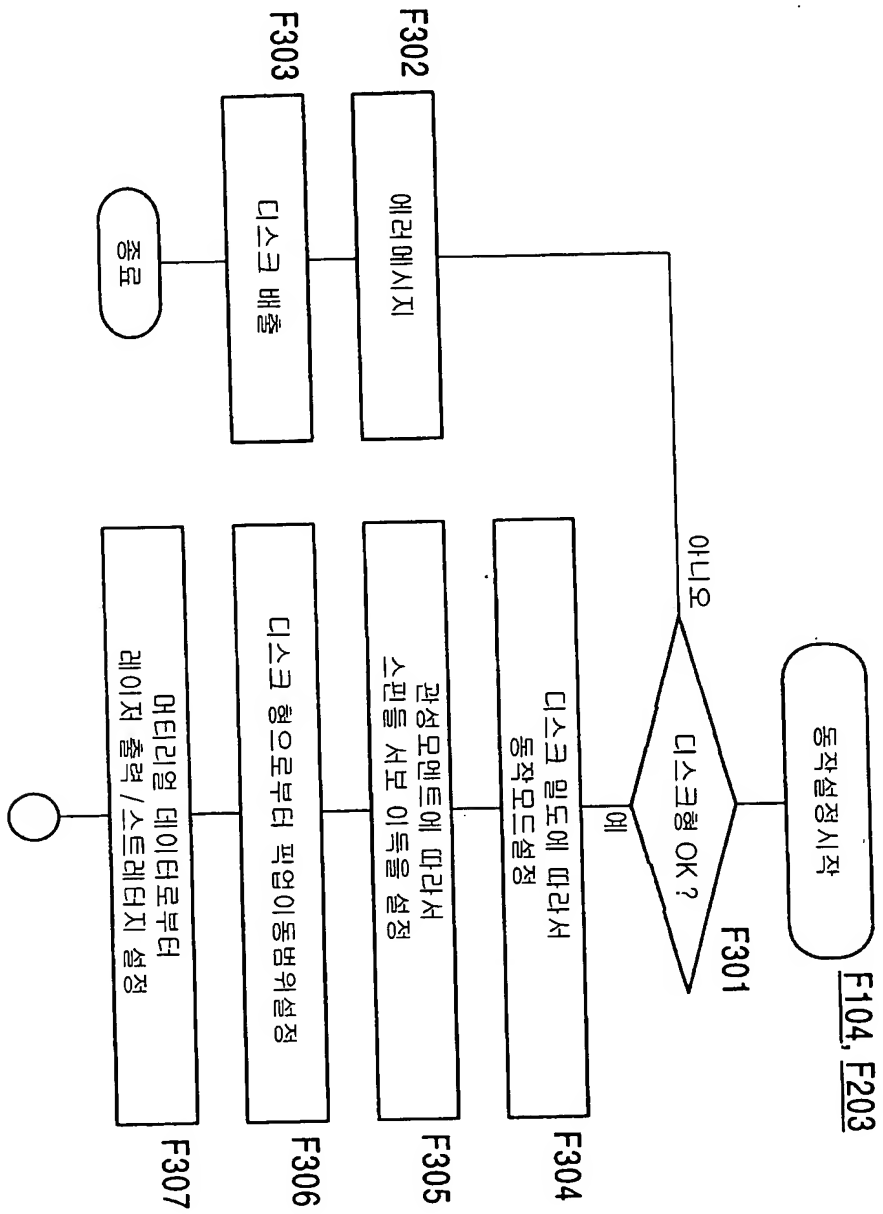 동작설정시작
F104, F203
디스크형 OK ?
F301
아니오
예
에러메시지
F302
디스크 배출
F303
종료
디스크 밀도에 따라서
동작모드설정
F304
관성모멘트에 따라서
스핀들 서보 이득을 설정
F305
디스크 형으로부터 픽업이동범위설정
F306
머티리얼 데이터로부터
레이저 출력 / 스트레터지 설정
F307